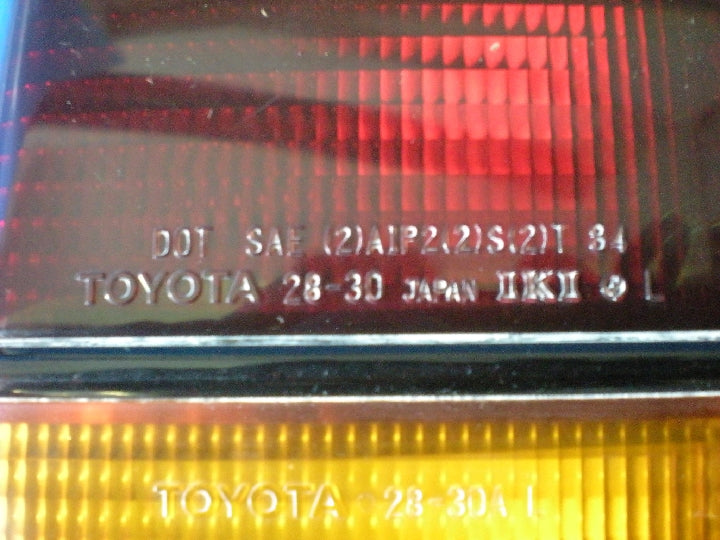 DOT SAE (2)AIP2(2)S(2)T 84
TOYOTA 28-30 JAPAN IKI L
TOYOTA 28-30A L